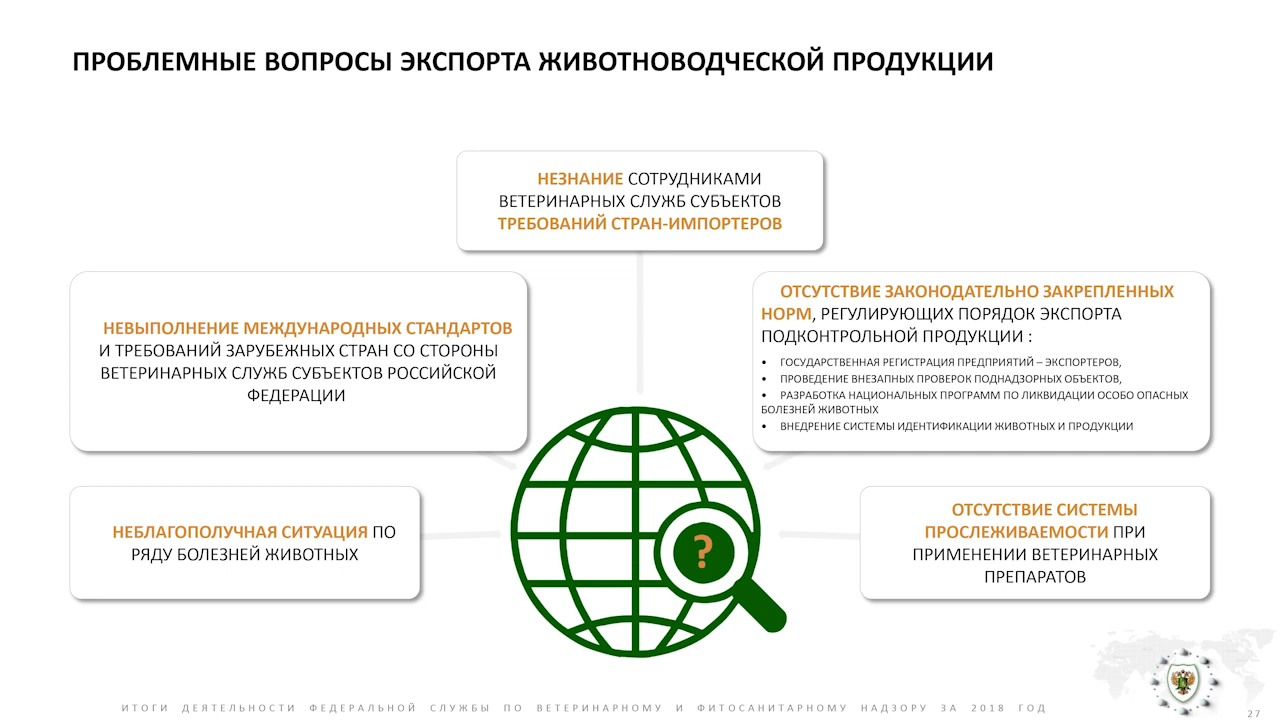 ПРОБЛЕМНЫЕ ВОПРОСЫ ЭКСПОРТА ЖИВОТНОВОДЧЕСКОЙ ПРОДУКЦИИ
НЕЗНАНИЕ СОТРУДНИКАМИ
ВЕТЕРИНАРНЫХ СЛУЖБ СУБЪЕКТОВ
ТРЕБОВАНИЙ СТРАН-ИМПОРТЕРОВ
НЕВЫПОЛНЕНИЕ МЕЖДУНАРОДНЫХ СТАНДАРТОВ
И ТРЕБОВАНИЙ ЗАРУБЕЖНЫХ СТРАН СО СТОРОНЫ
ВЕТЕРИНАРНЫХ СЛУЖБ СУБЪЕКТОВ РОССИЙСКОЙ
ФЕДЕРАЦИИ
ОТСУТСТВИЕ ЗАКОНОДАТЕЛЬНО ЗАКРЕПЛЕННЫХ
НОРМ, РЕГУЛИРУЮЩИХ ПОРЯДОК ЭКСПОРТА
ПОДКОНТРОЛЬНОЙ ПРОДУКЦИИ :
• ГОСУДАРСТВЕННАЯ РЕГИСТРАЦИЯ ПРЕДПРИЯТИЙ – ЭКСПОРТЕРОВ,
• ПРОВЕДЕНИЕ ВНЕЗАПНЫХ ПРОВЕРОК ПОДНАДЗОРНЫХ ОБЪЕКТОВ,
• РАЗРАБОТКА НАЦИОНАЛЬНЫХ ПРОГРАММ ПО ЛИКВИДАЦИИ ОСОБО ОПАСНЫХ
БОЛЕЗНЕЙ ЖИВОТНЫХ
• ВНЕДРЕНИЕ СИСТЕМЫ ИДЕНТИФИКАЦИИ ЖИВОТНЫХ И ПРОДУКЦИИ
НЕБЛАГОПОЛУЧНАЯ СИТУАЦИЯ ПО
РЯДУ БОЛЕЗНЕЙ ЖИВОТНЫХ
?
ОТСУТСТВИЕ СИСТЕМЫ
ПРОСЛЕЖИВАЕМОСТИ ПРИ
ПРИМЕНЕНИИ ВЕТЕРИНАРНЫХ
ПРЕПАРАТОВ
ИТОГИ ДЕЯТЕЛЬНОСТИ ФЕДЕРАЛЬНОЙ СЛУЖБЫ ПО ВЕТЕРИНАРНОМУ И ФИТОСАНИТАРНОМУ НАДЗОРУ ЗА 2018 ГОД
27